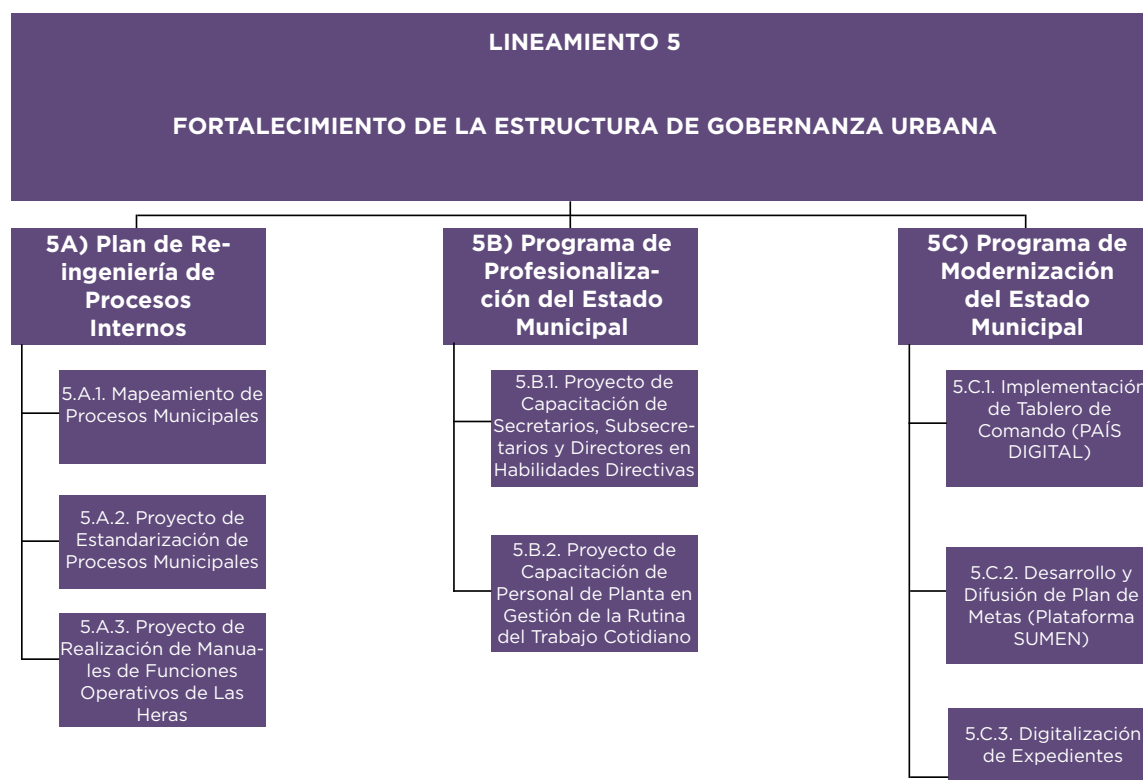 LINEAMIENTO 5
FORTALECIMIENTO DE LA ESTRUCTURA DE GOBERNANZA URBANA
5A) Plan de Re-
ingeniería de
Procesos
Internos
5.A.1. Mapeamiento de
Procesos Municipales
5.A.2. Proyecto de
Estandarización de
Procesos Municipales
5.A.3. Proyecto de
Realización de Manua-
les de Funciones
Operativos de Las
Heras
5B) Programa de
Profesionaliza-
ción del Estado
Municipal
5.B.1. Proyecto de
Capacitación de
Secretarios, Subsecre-
tarios y Directores en
Habilidades Directivas
5.B.2. Proyecto de
Capacitación de
Personal de Planta en
Gestión de la Rutina
del Trabajo Cotidiano
5C) Programa de
Modernización
del Estado
Municipal
5.C.1. Implementación
de Tablero de
Comando (PAÍS
DIGITAL)
5.C.2. Desarrollo y
Difusión de Plan de
Metas (Plataforma
SUMEN)
5.C.3. Digitalización
de Expedientes